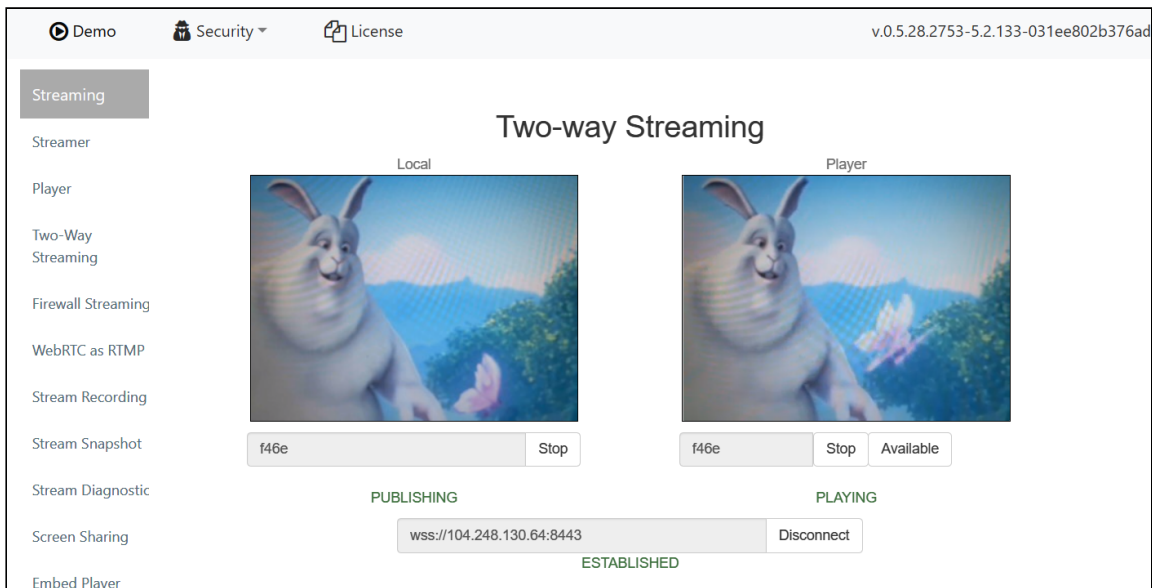 Demo
Security
License
v.0.5.28.2753-5.2.133-031ee802b376ad
Streaming
Streamer
Player
Two-Way
Streaming
Firewall Streaming
WebRTC as RTMP
Stream Recording
Stream Snapshot
Stream Diagnostic
Screen Sharing
Embed Player
Two-way Streaming
Local
Player
f46e
Stop
f46e
Stop
Available
PUBLISHING
PLAYING
wss://104.248.130.64:8443
Disconnect
ESTABLISHED